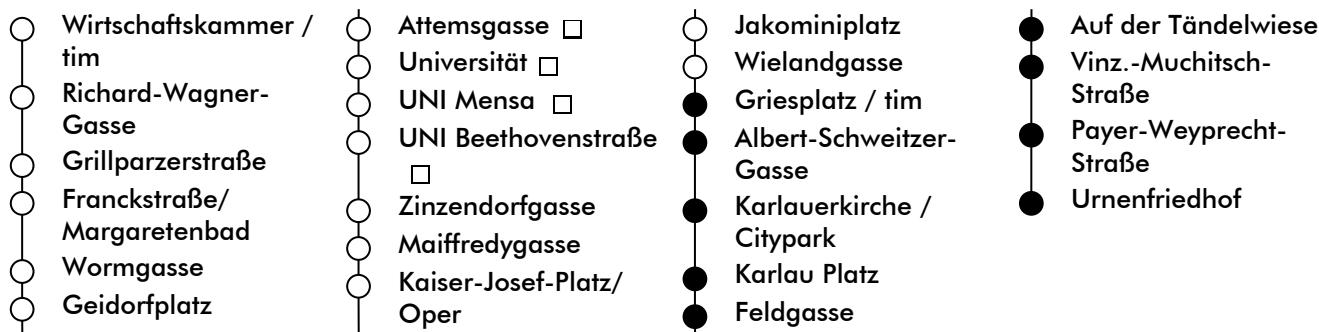 Wirtschaftskammer /
tim
Richard-Wagner-
Gasse
Grillparzerstraße
Franckstraße/
Margaretenbad
Wormgasse
Geidorfplatz
Attemsgasse □
Universität □
UNI Mensa □
UNI Beethovenstraße
□
Zinzendorfgasse
Maiffredygasse
Kaiser-Josef-Platz/
Oper
Jakominiplatz
Wielandgasse
Griesplatz / tim
Albert-Schweitzer-
Gasse
Karlauerkirche /
Citypark
Karlau Platz
Feldgasse
Auf der Tändelwiese
Vinz.-Muchitsch-
Straße
Payer-Weyprecht-
Straße
Urnenfriedhof